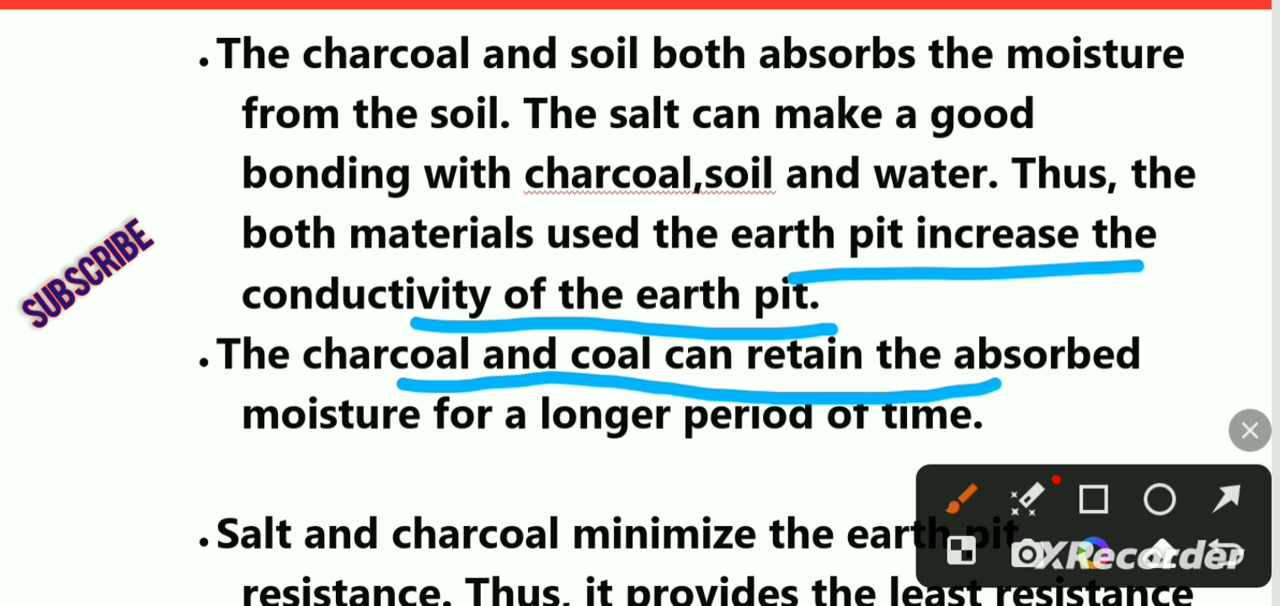 • The charcoal and soil both absorbs the moisture
from the soil. The salt can make a good
bonding with charcoal,soil and water. Thus, the
both materials used the earth pit increase the
conductivity of the earth pit.
SUBSCRIBE
• The charcoal and coal can retain the absorbed
moisture for a longer period of time.
• Salt and charcoal minimize the earth pit
XRecorder
resistance. Thus, it provides the least resistance